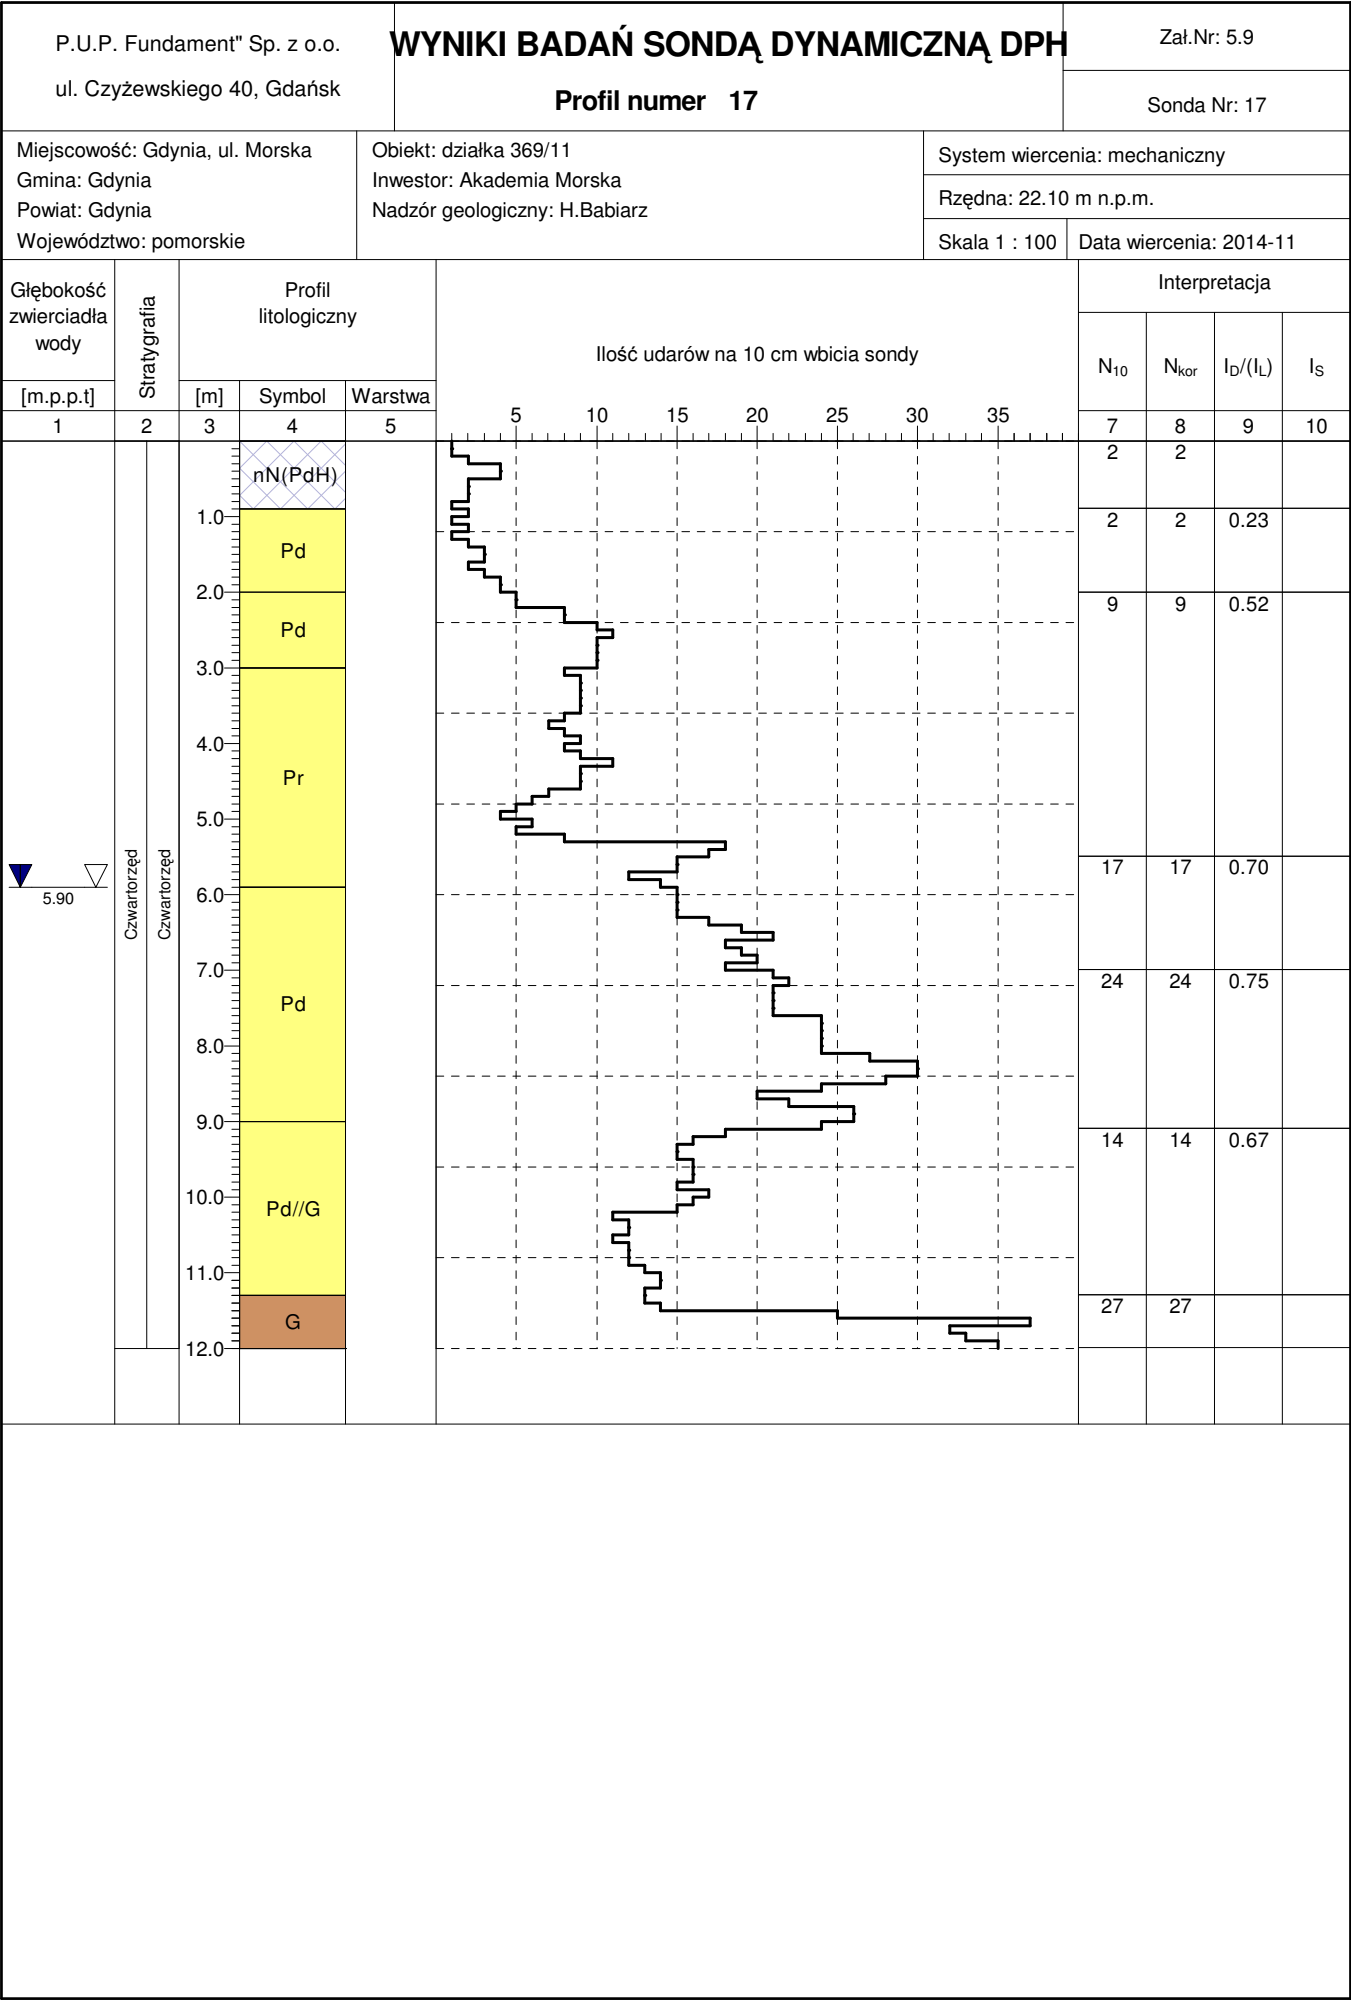 P.U.P. Fundament" Sp. z o.o.
ul. Czyżewskiego 40, Gdańsk
WYNIKI BADAŃ SONDĄ DYNAMICZNĄ DPH
Profil numer 17
Zał.Nr: 5.9
Sonda Nr: 17
Miejscowość: Gdynia, ul. Morska
Gmina: Gdynia
Powiat: Gdynia
Województwo: pomorskie
Obiekt: działka 369/11
Inwestor: Akademia Morska
Nadzór geologiczny: H.Babiarz
System wiercenia: mechaniczny
Rzędna: 22.10 m n.p.m.
Skala 1 : 100
Data wiercenia: 2014-11
Głębokość
zwierciadła
wody
[m.p.p.t]
Stratygrafia
Profil
litologiczny
[m]
Symbol
Warstwa
Ilość udarów na 10 cm wbicia sondy
5 10 15 20 25 30 35
Interpretacja
N10 Nkor ID/(IL) IS
1 2 3 4 5 7 8 9 10
nN(PdH)
2 2
1.0
Pd
2 2 0.23
2.0
Pd
9 9 0.52
3.0
4.0
Pr
5.0
17 17 0.70
5.90
Czwartorzęd
Czwartorzęd
6.0
7.0
24 24 0.75
Pd
8.0
9.0
14 14 0.67
10.0
Pd//G
11.0
27 27
G
12.0